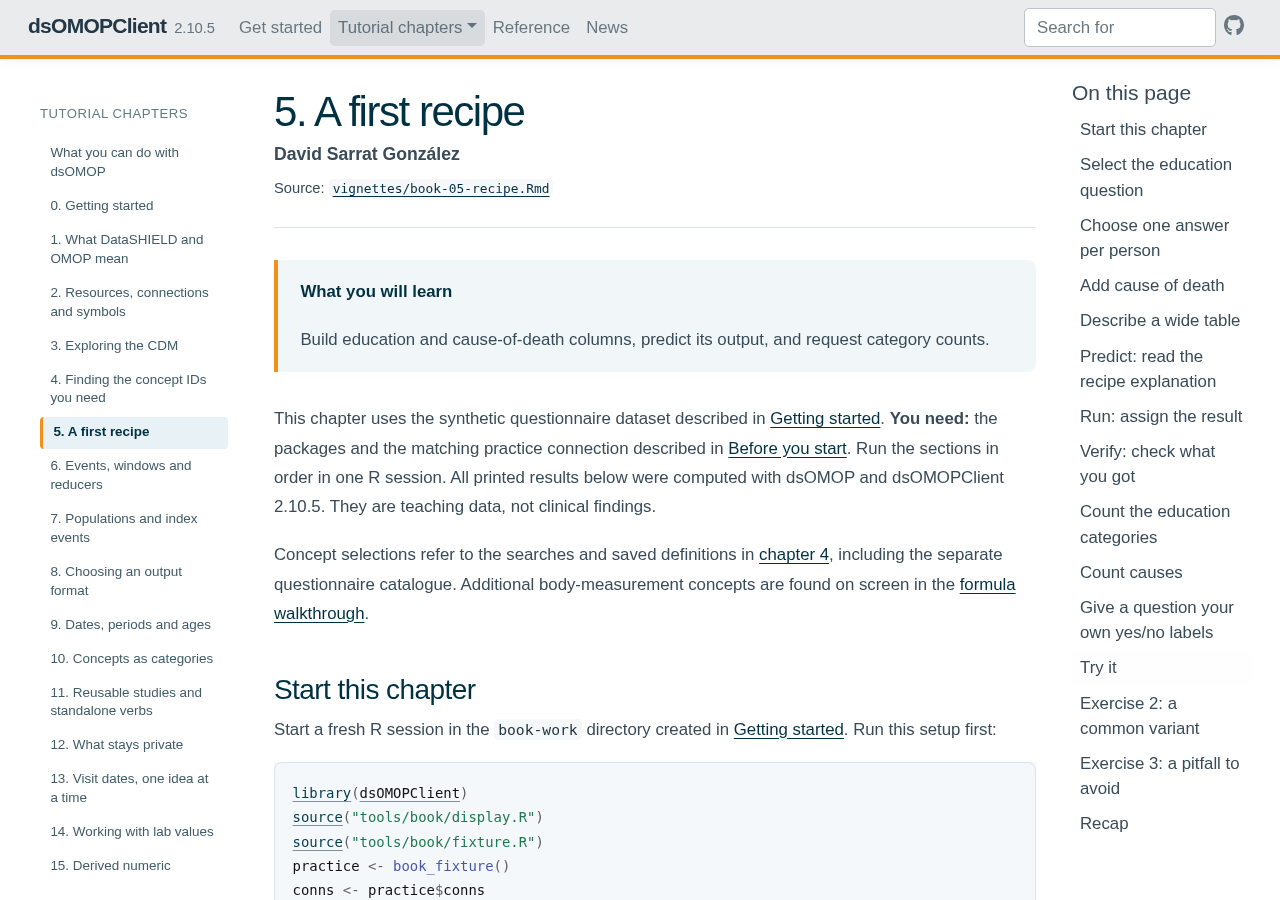 dsOMOPClient 2.10.5 Get started Tutorial chapters Reference News Search for
TUTORIAL CHAPTERS
What you can do with
dsOMOP
0. Getting started
1. What DataSHIELD and
OMOP mean
2. Resources, connections
and symbols
3. Exploring the CDM
4. Finding the concept IDs
you need
5. A first recipe
6. Events, windows and
reducers
7. Populations and index
events
8. Choosing an output
format
9. Dates, periods and ages
10. Concepts as categories
11. Reusable studies and
standalone verbs
12. What stays private
13. Visit dates, one idea at
a time
14. Working with lab values
15. Derived numeric
5. A first recipe
David Sarrat González
Source: vignettes/book-05-recipe.Rmd
What you will learn
Build education and cause-of-death columns, predict its output, and request category counts.
This chapter uses the synthetic questionnaire dataset described in Getting started. You need: the
packages and the matching practice connection described in Before you start. Run the sections in
order in one R session. All printed results below were computed with dsOMOP and dsOMOPClient
2.10.5. They are teaching data, not clinical findings.
Concept selections refer to the searches and saved definitions in chapter 4, including the separate
questionnaire catalogue. Additional body-measurement concepts are found on screen in the formula
walkthrough.
Start this chapter
Start a fresh R session in the book-work directory created in Getting started. Run this setup first:
library(dsOMOPClient)
source("tools/book/display.R")
source("tools/book/fixture.R")
practice <- book_fixture()
conns <- practice$conns
On this page
Start this chapter
Select the education
question
Choose one answer
per person
Add cause of death
Describe a wide table
Predict: read the
recipe explanation
Run: assign the result
Verify: check what
you got
Count the education
categories
Count causes
Give a question your
own yes/no labels
Try it
Exercise 2: a
common variant
Exercise 3: a pitfall to
avoid
Recap